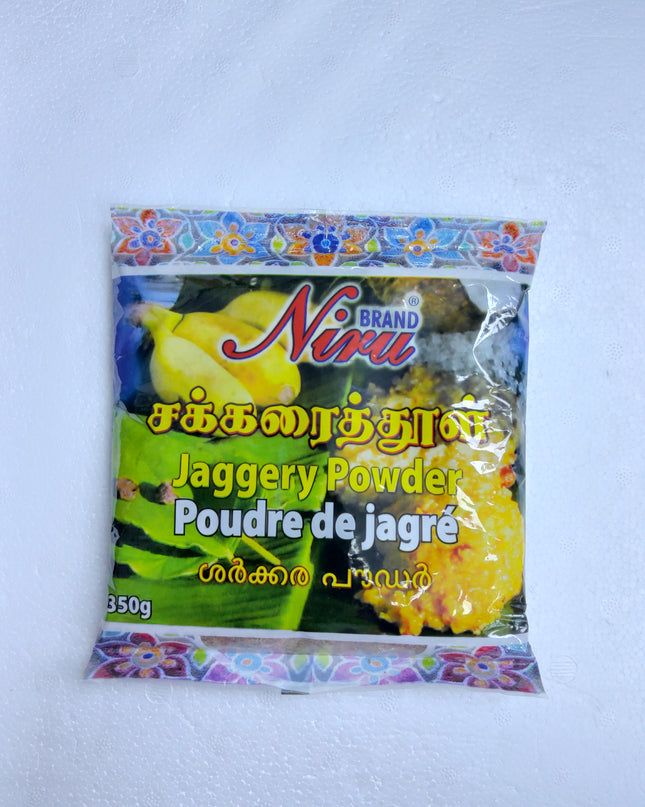 Niru BRAND ®
சக்கரைத்தூள்
Jaggery Powder
Poudre de jagré
ശർക്കര പൗഡർ
350g